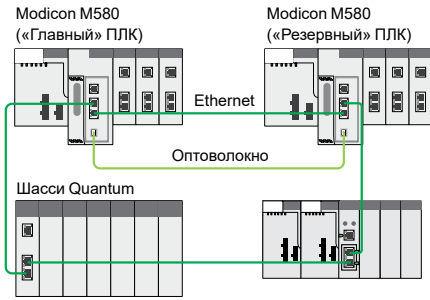 Modicon M580
(«Главный» ПЛК)
Modicon M580
(«Резервный» ПЛК)
Ethernet
Оптоволокно
Шасси Quantum